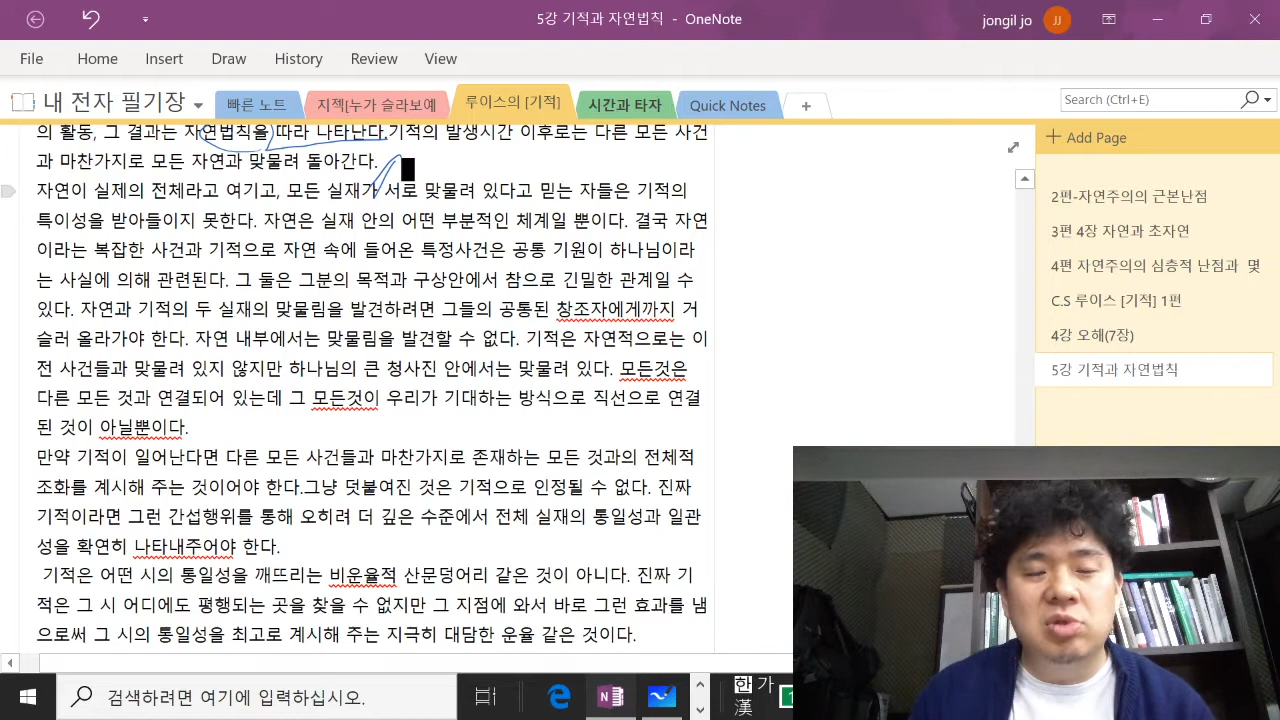 5강 기적과 자연법칙 - OneNote
jongil jo
JJ
File Home Insert Draw History Review View
내 전자 필기장
빠른 노트
지젝[누가 슬라보예
루이스의 [기적]
시간과 타자
Quick Notes
Search (Ctrl+E)
의 활동, 그 결과는 자연법칙을 따라 나타난다.기적의 발생시간 이후로는 다른 모든 사건
과 마찬가지로 모든 자연과 맞물려 돌아간다.
자연이 실제의 전체라고 여기고, 모든 실재가 서로 맞물려 있다고 믿는 자들은 기적의
특이성을 받아들이지 못한다. 자연은 실재 안의 어떤 부분적인 체계일 뿐이다. 결국 자연
이라는 복잡한 사건과 기적으로 자연 속에 들어온 특정사건은 공통 기원이 하나님이라
는 사실에 의해 관련된다. 그 둘은 그분의 목적과 구상안에서 참으로 긴밀한 관계일 수
있다. 자연과 기적의 두 실재의 맞물림을 발견하려면 그들의 공통된 창조자에게까지 거
슬러 올라가야 한다. 자연 내부에서는 맞물림을 발견할 수 없다. 기적은 자연적으로는 이
전 사건들과 맞물려 있지 않지만 하나님의 큰 청사진 안에서는 맞물려 있다. 모든것은
다른 모든 것과 연결되어 있는데 그 모든것이 우리가 기대하는 방식으로 직선으로 연결
된 것이 아닐뿐이다.
만약 기적이 일어난다면 다른 모든 사건들과 마찬가지로 존재하는 모든 것과의 전체적
조화를 계시해 주는 것이어야 한다.그냥 덧붙여진 것은 기적으로 인정될 수 없다. 진짜
기적이라면 그런 간섭행위를 통해 오히려 더 깊은 수준에서 전체 실재의 통일성과 일관
성을 확연히 나타내주어야 한다.
기적은 어떤 시의 통일성을 깨뜨리는 비운율적 산문덩어리 같은 것이 아니다. 진짜 기
적은 그 시 어디에도 평행되는 곳을 찾을 수 없지만 그 지점에 와서 바로 그런 효과를 냄
으로써 그 시의 통일성을 최고로 계시해 주는 지극히 대담한 운율 같은 것이다.
Add Page
2편-자연주의의 근본난점
3편 4장 자연과 초자연
4편 자연주의의 심층적 난점과 몇
C.S 루이스 [기적] 1편
4강 오해(7장)
5강 기적과 자연법칙
검색하려면 여기에 입력하십시오.
한 가
漢